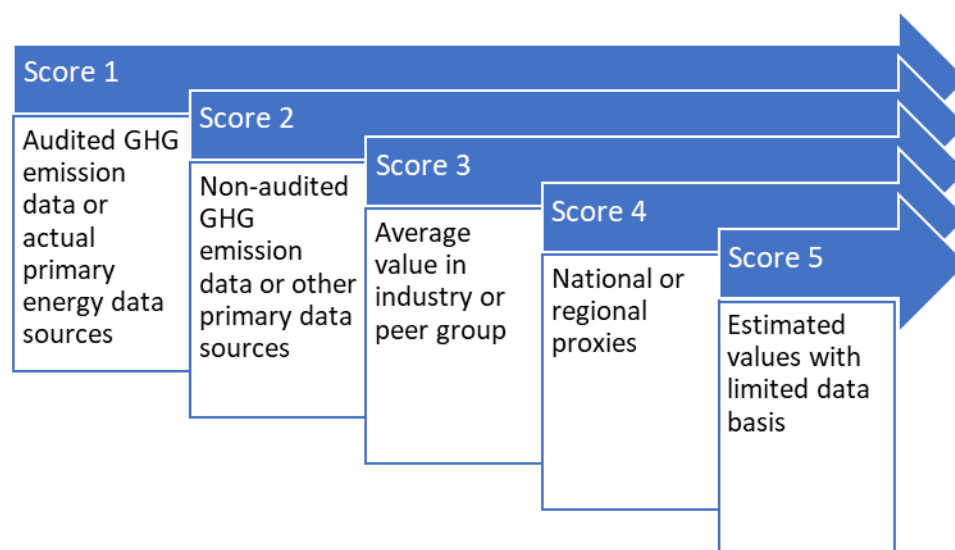 Score 1
Audited GHG
emission
data or
actual
primary
energy data
sources
Score 2
Non-audited
GHG
emission
data or other
primary data
sources
Score 3
Average
value in
industry or
peer group
Score 4
National or
regional
proxies
Score 5
Estimated
values with
limited data
basis